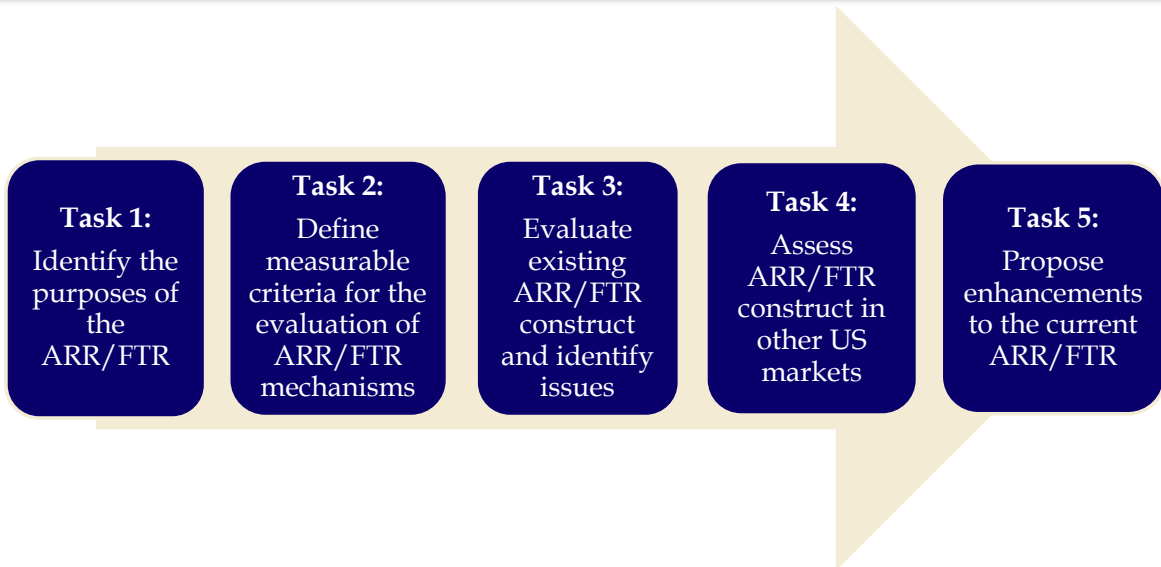 Task 1:
Identify the
purposes of
the
ARR/FTR
Task 2:
Define
measurable
criteria for the
evaluation of
ARR/FTR
mechanisms
Task 3:
Evaluate
existing
ARR/FTR
construct
and identify
issues
Task 4:
Assess
ARR/FTR
construct in
other US
markets
Task 5:
Propose
enhancements
to the current
ARR/FTR